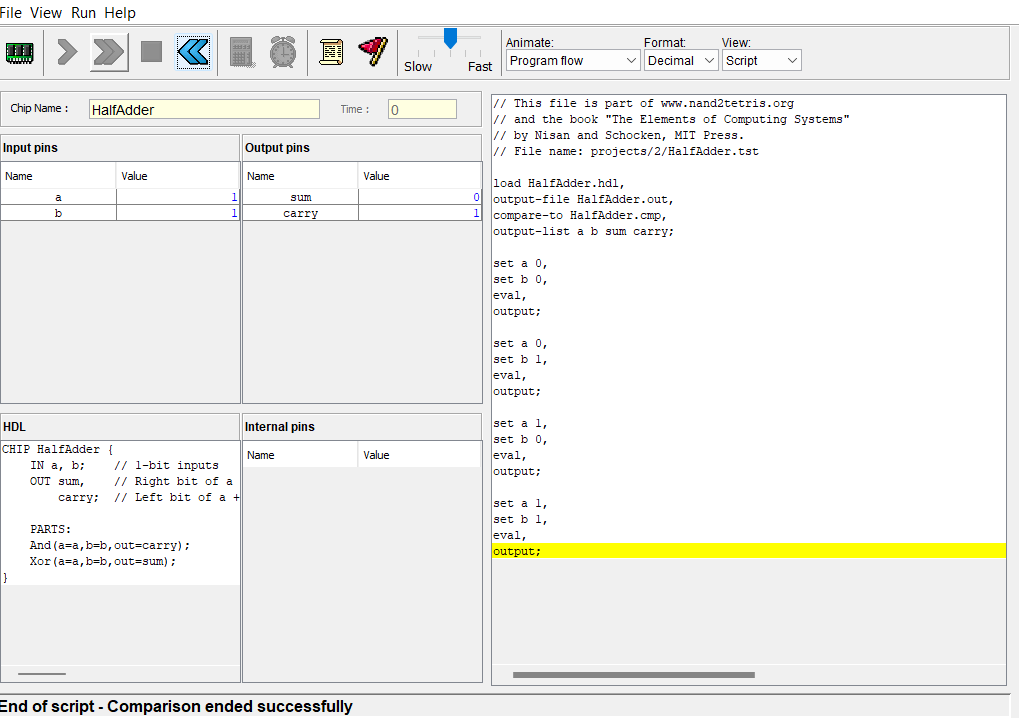 File View Run Help
Slow Fast
Animate: Format: View:
Program flow Decimal Script
Chip Name : HalfAdder Time : 0
Input pins
Name Value
a 1
b 1
Output pins
Name Value
sum 0
carry 1
HDL
CHIP HalfAdder {
IN a, b; // 1-bit inputs
OUT sum, // Right bit of a
carry; // Left bit of a +
PARTS:
And(a=a,b=b,out=carry);
Xor(a=a,b=b,out=sum);
}
Internal pins
Name Value
// This file is part of www.nand2tetris.org
// and the book "The Elements of Computing Systems"
// by Nisan and Schocken, MIT Press.
// File name: projects/2/HalfAdder.tst
load HalfAdder.hdl,
output-file HalfAdder.out,
compare-to HalfAdder.cmp,
output-list a b sum carry;
set a 0,
set b 0,
eval,
output;
set a 0,
set b 1,
eval,
output;
set a 1,
set b 0,
eval,
output;
set a 1,
set b 1,
eval,
output;
End of script - Comparison ended successfully